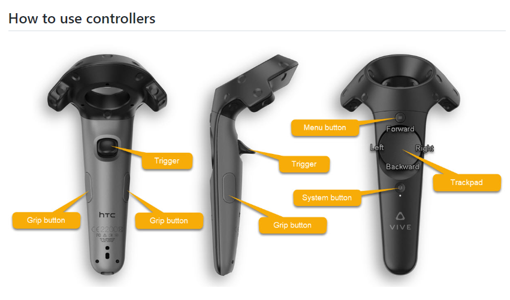 How to use controllers
Menu button
Forward
Left
Right
Trigger
Trigger
Backward
Trackpad
System button
Grip button
htc
Grip button
Grip button
VIVE